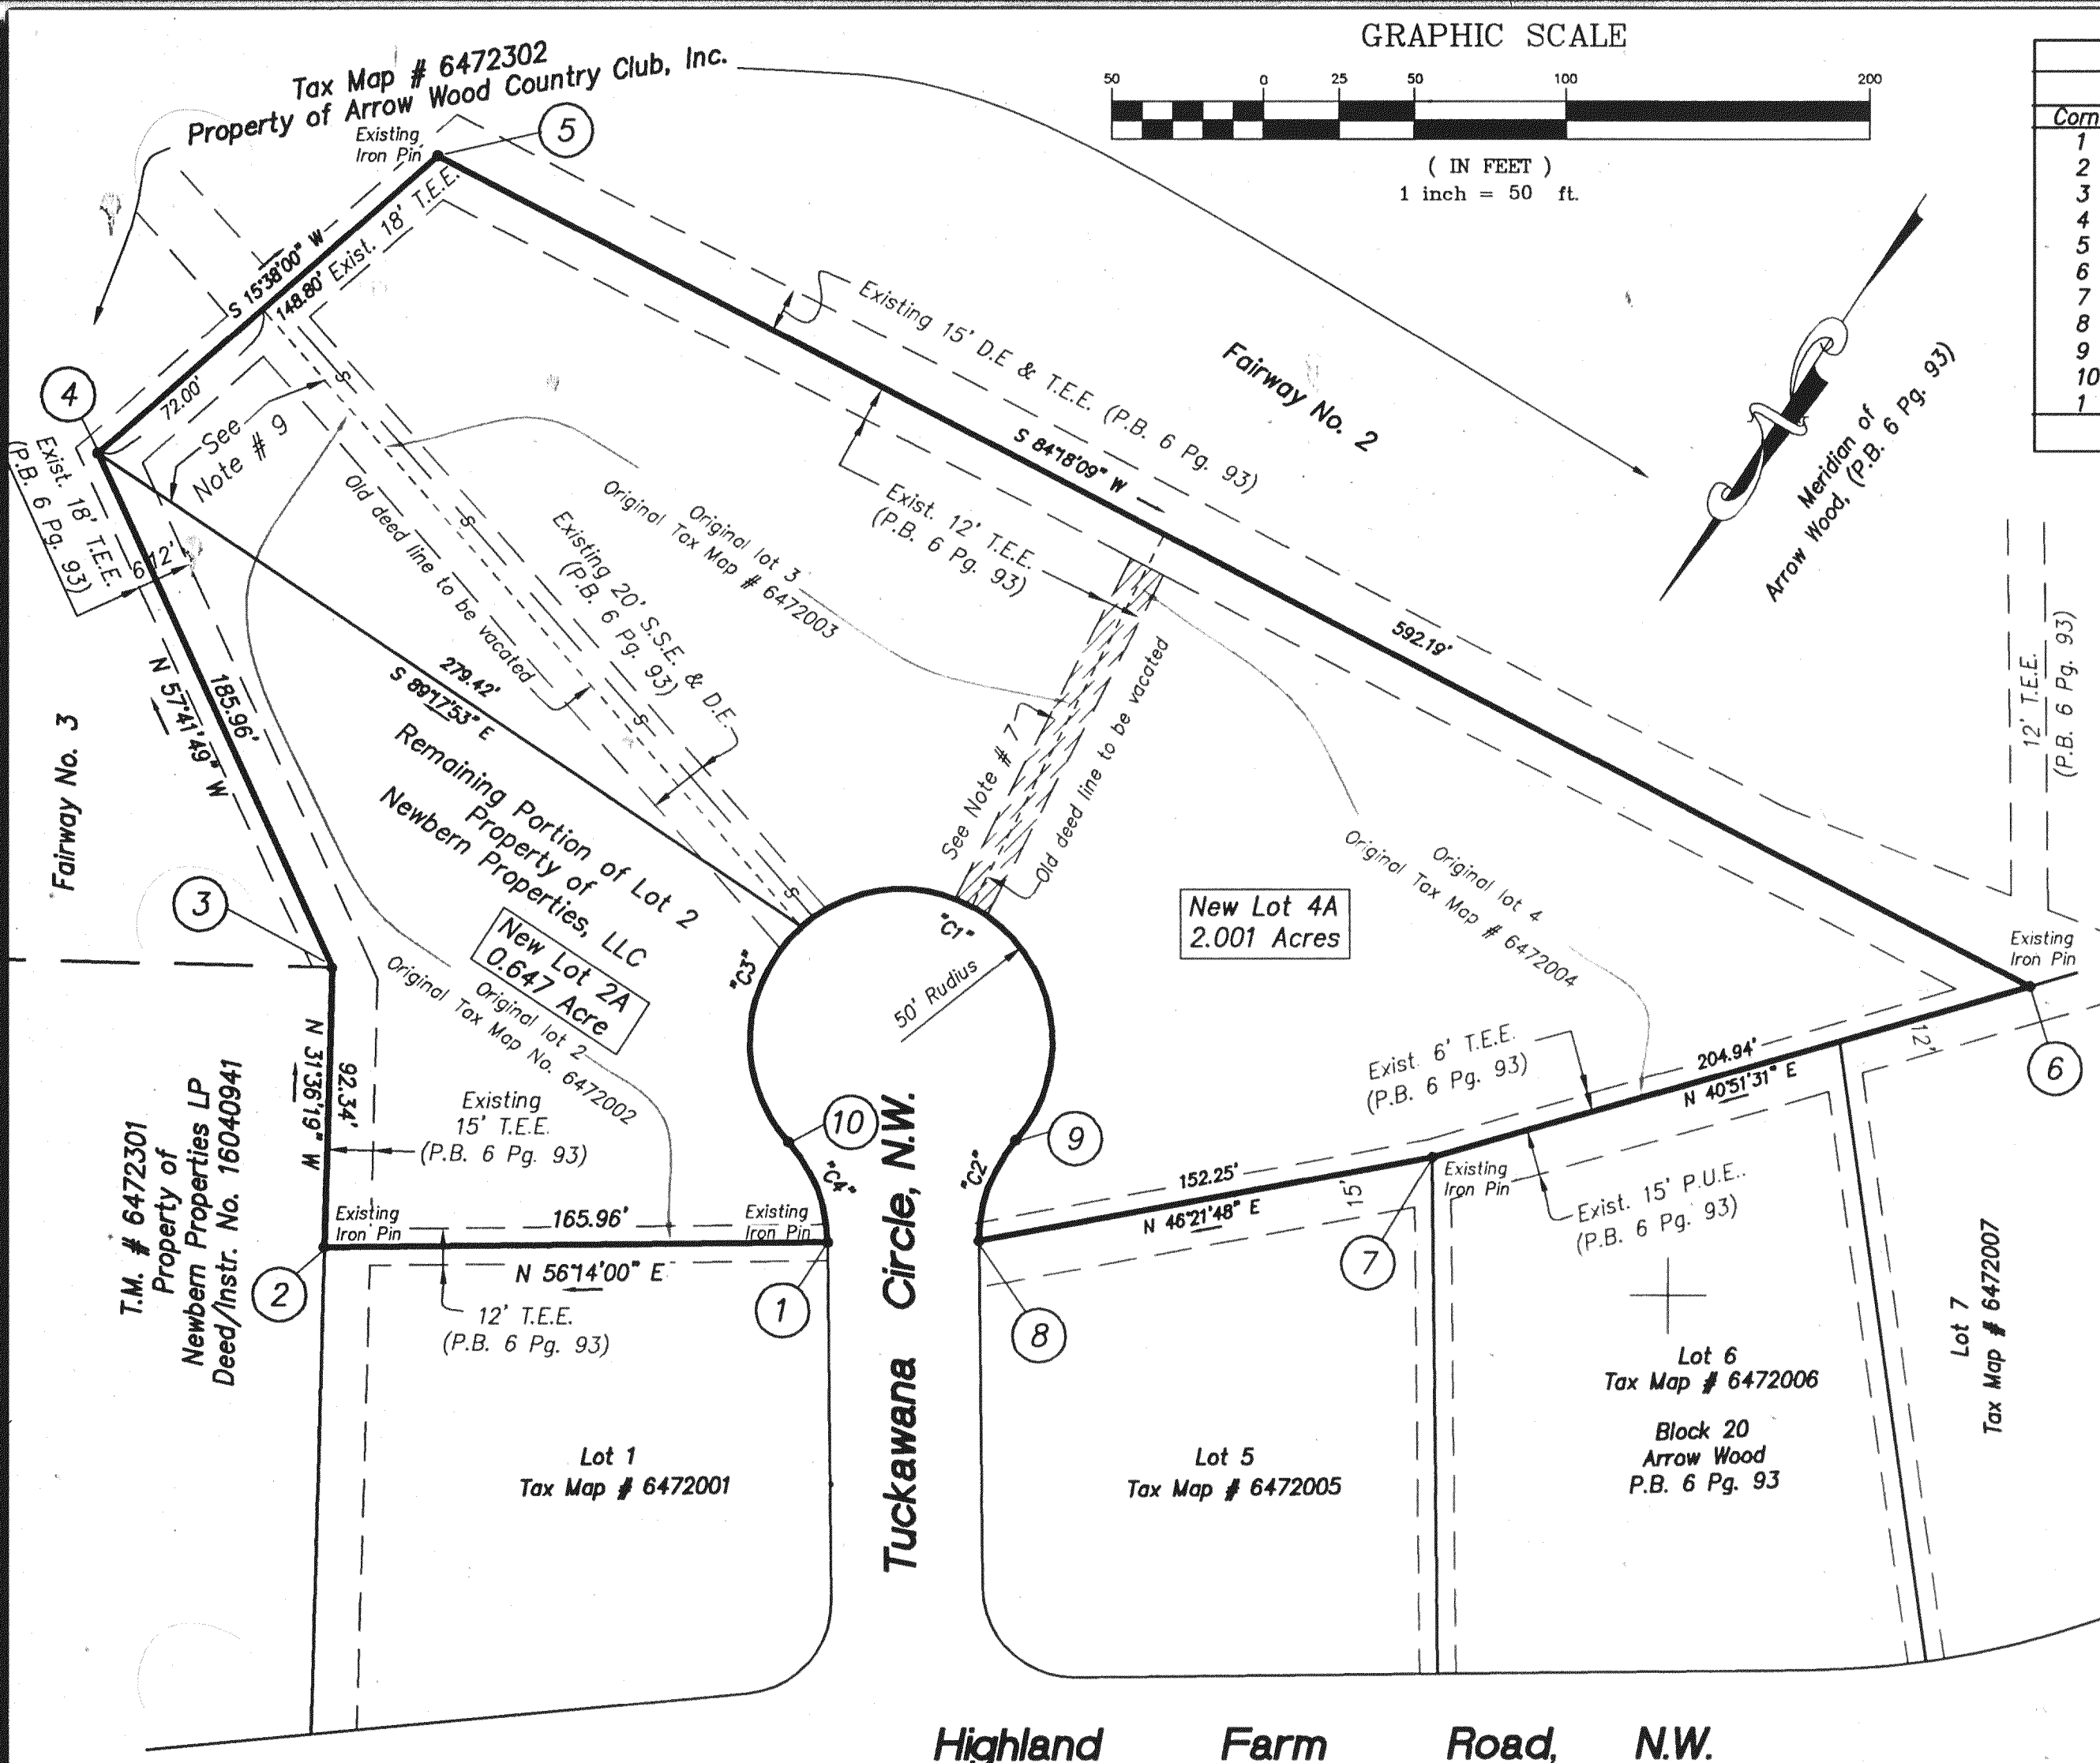 GRAPHIC SCALE
50 0 25 50 100 200
( IN FEET )
1 inch = 50 ft.
Corn
1
2
3
4
5
6
7
8
9
10
1
Tax Map # 6472302
Property of Arrow Wood Country Club, Inc.
Existing
Iron Pin
5
S 15°38'00" W
148.80'
Exist. 18' T.E.E.
72.00'
4
See
Note # 9
Exist. 18' T.E.E.
(P.B. 6 Pg. 93)
6
12'
Existing 15' D.E & T.E.E. (P.B. 6 Pg. 93)
Fairway No. 2
S 84°18'09" W
592.19'
Exist. 12' T.E.E.
(P.B. 6 Pg. 93)
Original lot 3
Original Tax Map # 6472003
Existing 20' S.S.E. & D.E.
(P.B. 6 Pg. 93)
S
S
S
S
Old deed line to be vacated
279.42'
S 89°17'53" E
Meridian of
Arrow Wood, (P.B. 6 Pg. 93)
12' T.E.E.
(P.B. 6 Pg. 93)
N 57°41'49" W
185.96'
Fairway No. 3
Remaining Portion of Lot 2
Property of
Newbern Properties, LLC
New Lot 2A
0.647 Acre
Original lot 2
Original Tax Map No. 6472002
See Note # 7
Old deed line to be vacated
New Lot 4A
2.001 Acres
Original lot 4
Original Tax Map # 6472004
3
"C3"
"C1"
50' Rudius
Existing
Iron Pin
6
12'
N 31°36'19" W
92.34'
T.M. # 6472301
Property of
Newbern Properties LP
Deed/Instr. No. 16040941
Existing
15' T.E.E.
(P.B. 6 Pg. 93)
10
"C4"
9
"C2"
Exist. 6' T.E.E.
(P.B. 6 Pg. 93)
204.94'
N 40°51'31" E
152.25'
N 46°21'48" E
15'
Existing
Iron Pin
7
Exist. 15' P.U.E..
(P.B. 6 Pg. 93)
Existing
Iron Pin
165.96'
Existing
Iron Pin
N 56°14'00" E
2
1
8
12' T.E.E.
(P.B. 6 Pg. 93)
Tuckawana Circle, N.W.
Lot 1
Tax Map # 6472001
Lot 5
Tax Map # 6472005
Lot 6
Tax Map # 6472006
Block 20
Arrow Wood
P.B. 6 Pg. 93
Lot 7
Tax Map # 6472007
Highland Farm Road, N.W.